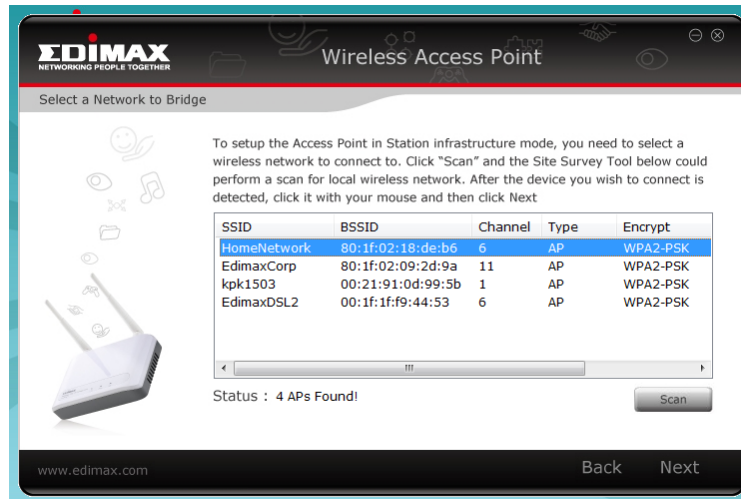 EDIMAX
NETWORKING PEOPLE TOGETHER
Wireless Access Point
Select a Network to Bridge
To setup the Access Point in Station infrastructure mode, you need to select a
wireless network to connect to. Click “Scan” and the Site Survey Tool below could
perform a scan for local wireless network. After the device you wish to connect is
detected, click it with your mouse and then click Next
SSID BSSID Channel Type Encrypt
HomeNetwork 80:1f:02:18:de:b6 6 AP WPA2-PSK
EdimaxCorp 80:1f:02:09:2d:9a 11 AP WPA2-PSK
kpk1503 00:21:91:0d:99:5b 1 AP WPA2-PSK
EdimaxDSL2 00:1f:1f:f9:44:53 6 AP WPA2-PSK
Status : 4 APs Found!
Scan
www.edimax.com
Back Next